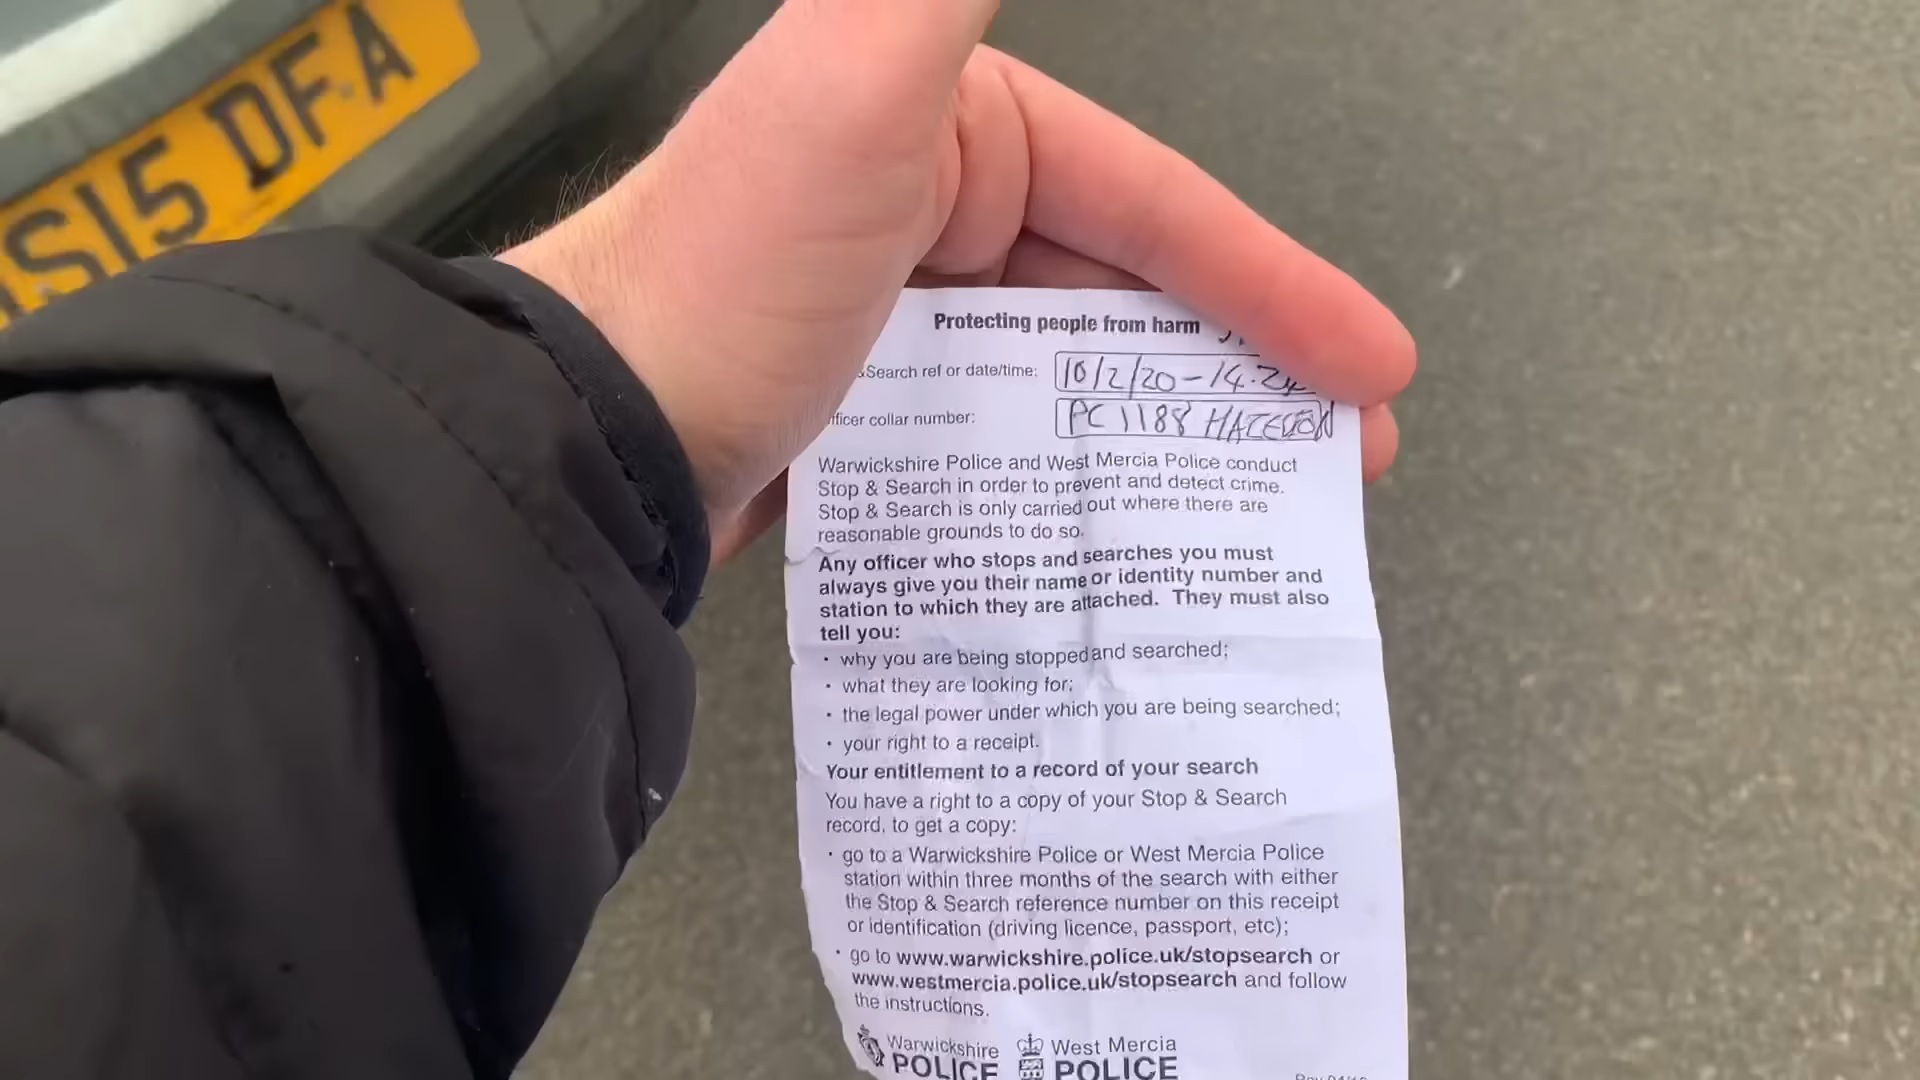 S15 DFA
Protecting people from harm
Search ref or date/time: 10/2/20-14.24
ficer collar number: PC 1188
Warwickshire Police and West Mercia Police conduct
Stop & Search in order to prevent and detect crime.
Stop & Search is only carried out where there are
reasonable grounds to do so.
Any officer who stops and searches you must
always give you their name or identity number and
station to which they are attached. They must also
tell you:
• why you are being stopped and searched;
• what they are looking for;
• the legal power under which you are being searched;
• your right to a receipt.
Your entitlement to a record of your search
You have a right to a copy of your Stop & Search
record, to get a copy:
• go to a Warwickshire Police or West Mercia Police
station within three months of the search with either
the Stop & Search reference number on this receipt
or identification (driving licence, passport, etc);
• go to www.warwickshire.police.uk/stopsearch or
www.westmercia.police.uk/stopsearch and follow
the instructions.
Warwickshire POLICE
West Mercia POLICE